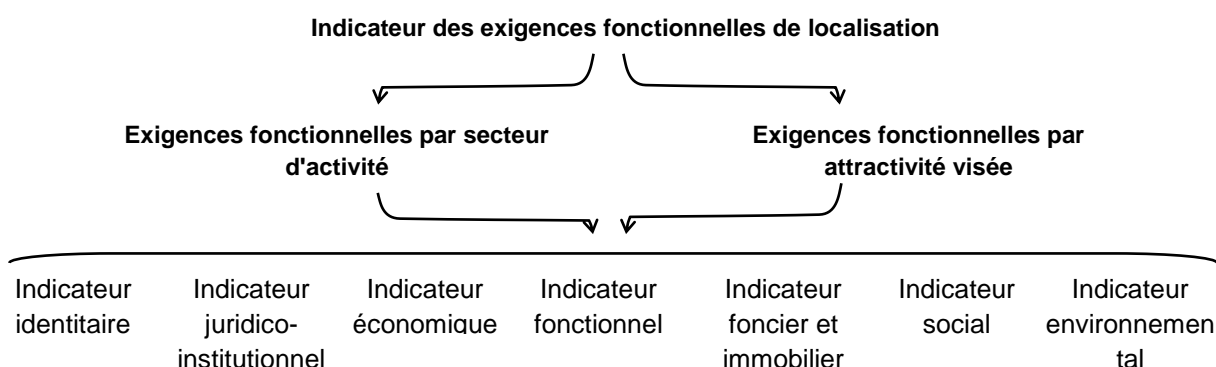 Indicateur des exigences fonctionnelles de localisation
Exigences fonctionnelles par secteur
d'activité
Exigences fonctionnelles par
attractivité visée
Indicateur
identitaire
Indicateur
juridico-
institutionnel
Indicateur
économique
Indicateur
fonctionnel
Indicateur
foncier et
immobilier
Indicateur
social
Indicateur
environnemen
tal